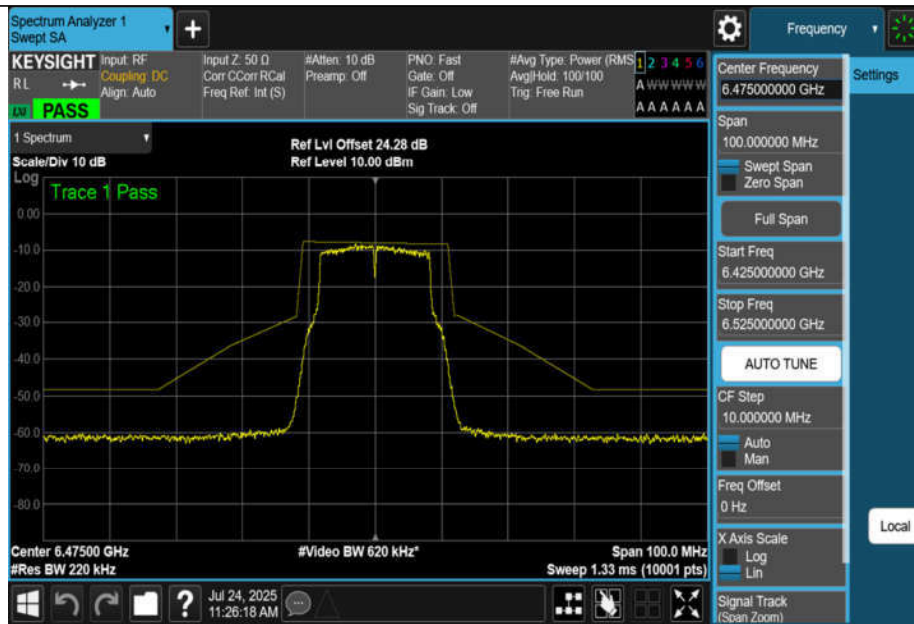 Spectrum Analyzer 1
Swept SA
+
Frequency
KEYSIGHT
RL
LXI PASS
Input: RF
Coupling: DC
Align: Auto
Input Z: 50 Ω
Corr CCorr RCal
Freq Ref: Int (S)
#Atten: 10 dB
Preamp: Off
PNO: Fast
Gate: Off
IF Gain: Low
Sig Track: Off
#Avg Type: Power (RMS
Avg|Hold: 100/100
Trig: Free Run
1 2 3 4 5 6
A W W W W W
A A A A A A
1 Spectrum
Scale/Div 10 dB
Ref Lvl Offset 24.28 dB
Ref Level 10.00 dBm
Log
Trace 1 Pass
0.00
-10.0
-20.0
-30.0
-40.0
-50.0
-60.0
-70.0
-80.0
Center 6.47500 GHz
#Res BW 220 kHz
#Video BW 620 kHz*
Span 100.0 MHz
Sweep 1.33 ms (10001 pts)
Center Frequency
6.475000000 GHz
Span
100.000000 MHz
Swept Span
Zero Span
Full Span
Start Freq
6.425000000 GHz
Stop Freq
6.525000000 GHz
AUTO TUNE
CF Step
10.000000 MHz
Auto
Man
Freq Offset
0 Hz
X Axis Scale
Log
Lin
Signal Track
(Span Zoom)
Settings
Local
?
Jul 24, 2025
11:26:18 AM